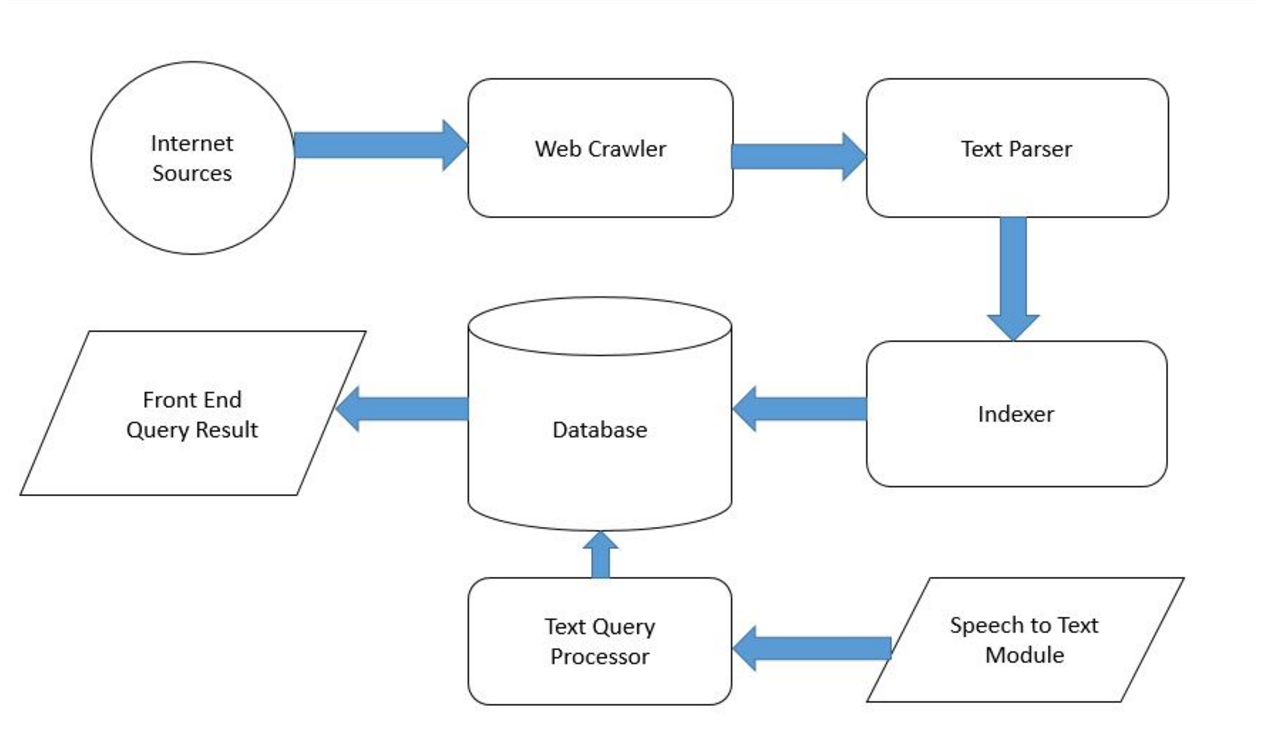 Internet
Sources
Web Crawler
Text Parser
Front End
Query Result
Database
Indexer
Text Query
Processor
Speech to Text
Module